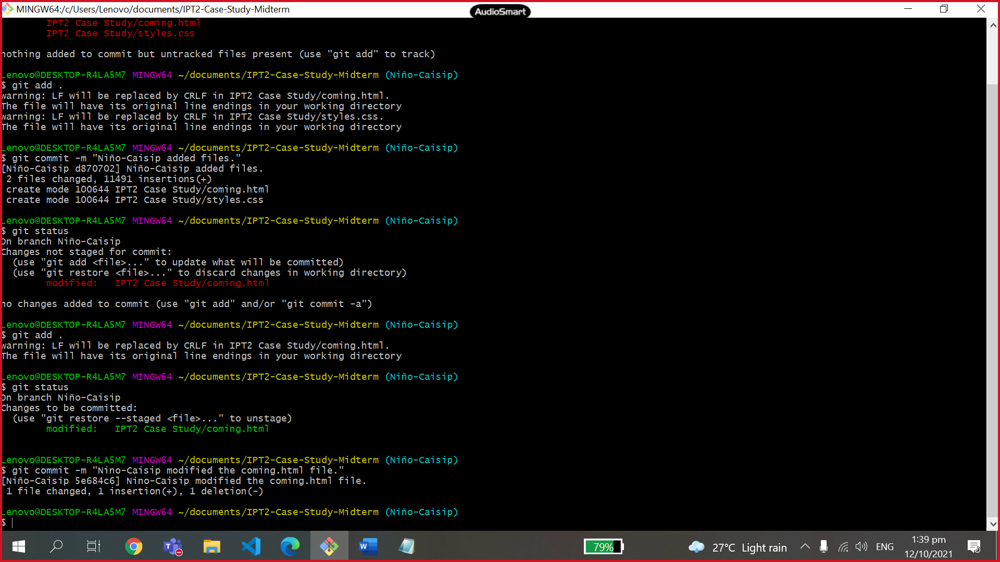 MINGW64:/c/Users/Lenovo/documents/IPT2-Case-Study-Midterm
AudioSmart
IPT2 Case Study/coming.html
IPT2 Case Study/styles.css
nothing added to commit but untracked files present (use "git add" to track)
Lenovo@DESKTOP-R4LA5M7 MINGW64 ~/documents/IPT2-Case-Study-Midterm (Niño-Caisip)
$ git add .
warning: LF will be replaced by CRLF in IPT2 Case Study/coming.html.
The file will have its original line endings in your working directory
warning: LF will be replaced by CRLF in IPT2 Case Study/styles.css.
The file will have its original line endings in your working directory
Lenovo@DESKTOP-R4LA5M7 MINGW64 ~/documents/IPT2-Case-Study-Midterm (Niño-Caisip)
$ git commit -m "Niño-Caisip added files."
[Niño-Caisip d870702] Niño-Caisip added files.
2 files changed, 11491 insertions(+)
create mode 100644 IPT2 Case Study/coming.html
create mode 100644 IPT2 Case Study/styles.css
Lenovo@DESKTOP-R4LA5M7 MINGW64 ~/documents/IPT2-Case-Study-Midterm (Niño-Caisip)
$ git status
On branch Niño-Caisip
Changes not staged for commit:
(use "git add <file>..." to update what will be committed)
(use "git restore <file>..." to discard changes in working directory)
modified:   IPT2 Case Study/coming.html
no changes added to commit (use "git add" and/or "git commit -a")
Lenovo@DESKTOP-R4LA5M7 MINGW64 ~/documents/IPT2-Case-Study-Midterm (Niño-Caisip)
$ git add .
warning: LF will be replaced by CRLF in IPT2 Case Study/coming.html.
The file will have its original line endings in your working directory
Lenovo@DESKTOP-R4LA5M7 MINGW64 ~/documents/IPT2-Case-Study-Midterm (Niño-Caisip)
$ git status
On branch Niño-Caisip
Changes to be committed:
(use "git restore --staged <file>..." to unstage)
modified:   IPT2 Case Study/coming.html
Lenovo@DESKTOP-R4LA5M7 MINGW64 ~/documents/IPT2-Case-Study-Midterm (Niño-Caisip)
$ git commit -m "Nino-Caisip modified the coming.html file."
[Niño-Caisip 5e684c6] Nino-Caisip modified the coming.html file.
1 file changed, 1 insertion(+), 1 deletion(-)
Lenovo@DESKTOP-R4LA5M7 MINGW64 ~/documents/IPT2-Case-Study-Midterm (Niño-Caisip)
$
79%
27°C Light rain
ENG
1:39 pm
12/10/2021